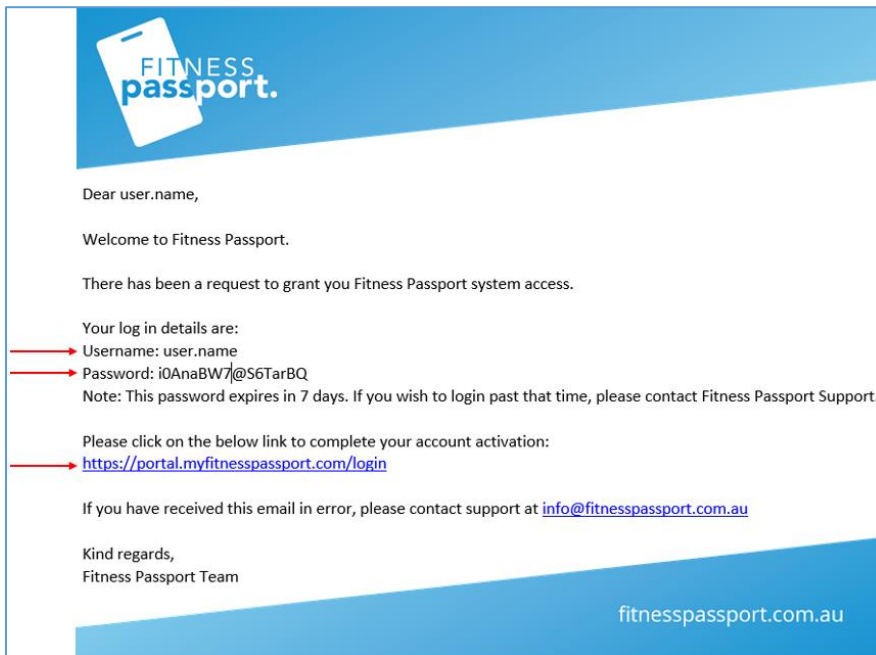 FITNESS
passport.
Dear user.name,
Welcome to Fitness Passport.
There has been a request to grant you Fitness Passport system access.
Your log in details are:
Username: user.name
Password: i0AnaBW7@S6TarBQ
Note: This password expires in 7 days. If you wish to login past that time, please contact Fitness Passport Support.
Please click on the below link to complete your account activation:
https://portal.myfitnesspassport.com/login
If you have received this email in error, please contact support at info@fitnesspassport.com.au
Kind regards,
Fitness Passport Team
fitnesspassport.com.au